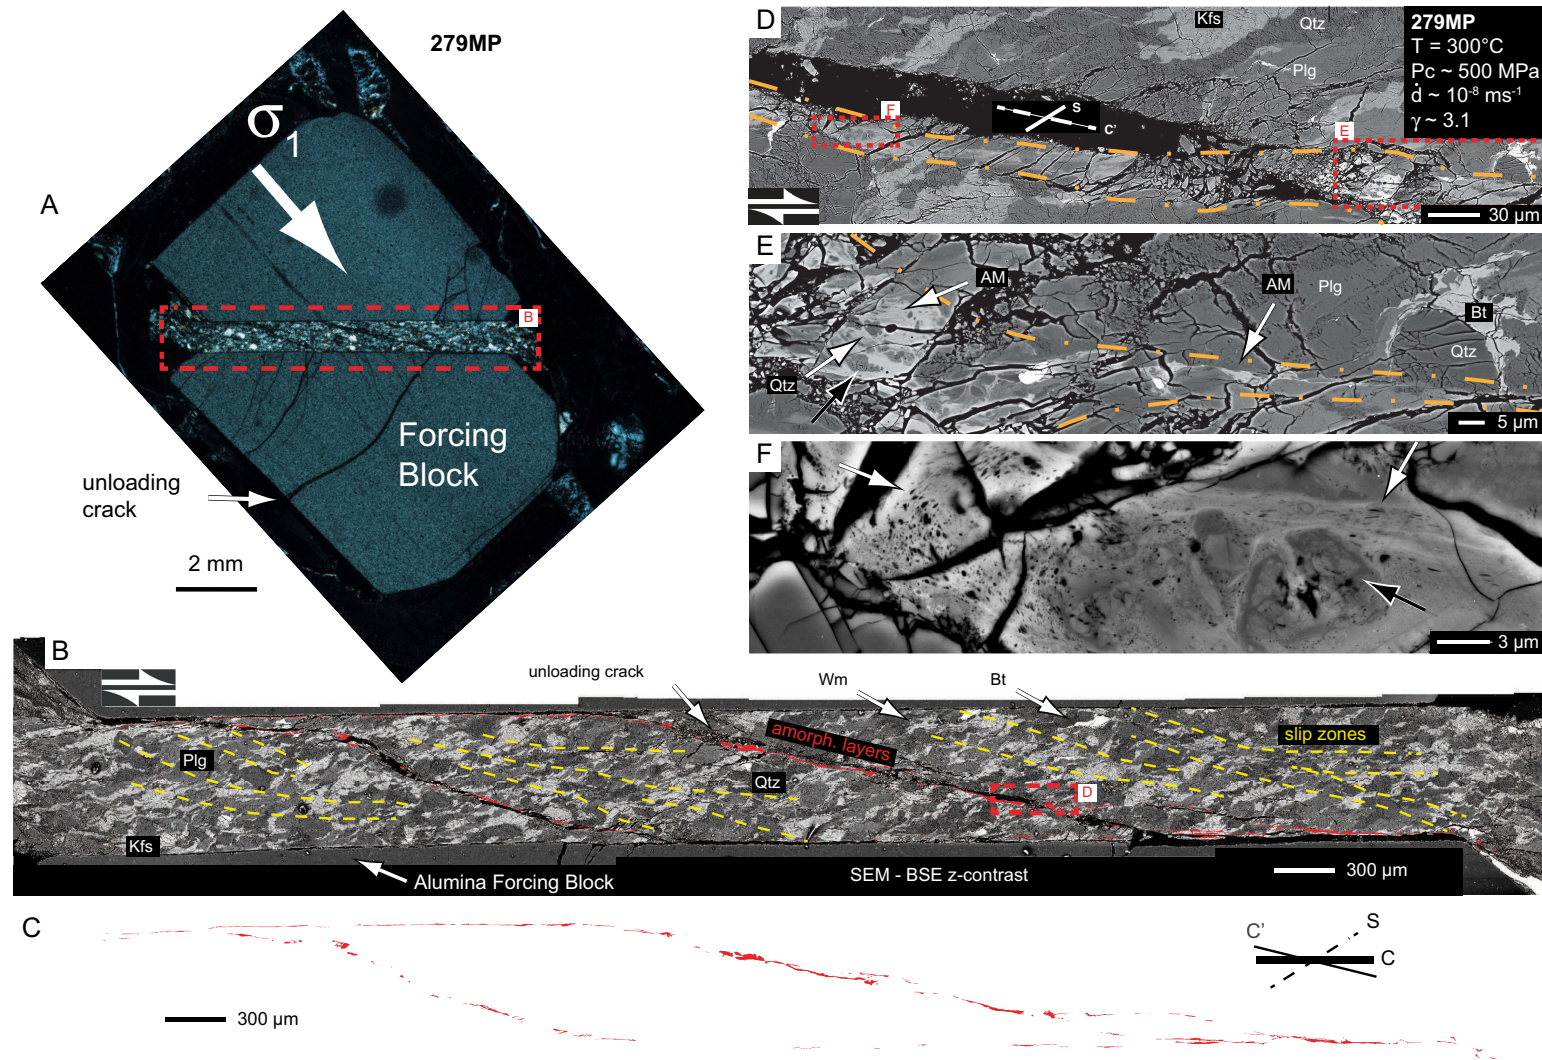 279MP
A
σ1
B
Forcing
Block
unloading
crack
2 mm
D
Kfs
Qtz
Plg
F
S
C'
E
279MP
T = 300°C
Pc ~ 500 MPa
ḋ ~ 10⁻⁸ ms⁻¹
γ ~ 3.1
30 µm
E
AM
AM
Plg
Bt
Qtz
Qtz
5 µm
F
3 µm
B
unloading crack
Wm
Bt
amorph. layers
slip zones
Plg
Qtz
D
Kfs
Alumina Forcing Block
SEM - BSE z-contrast
300 µm
C
300 µm
C'
S
C